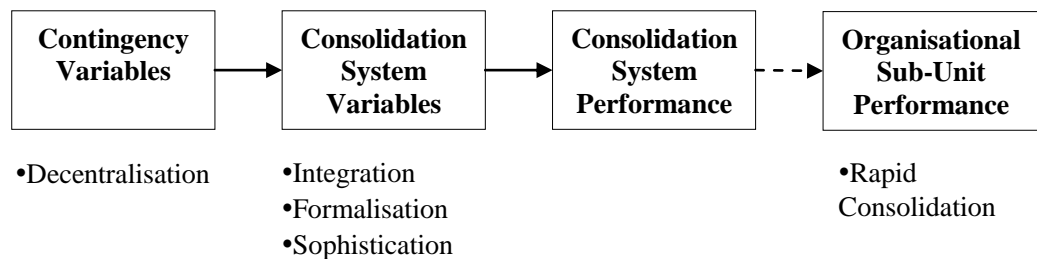 Contingency
Variables
Consolidation
System
Variables
Consolidation
System
Performance
Organisational
Sub-Unit
Performance
•Decentralisation
•Integration
•Formalisation
•Sophistication
•Rapid
Consolidation